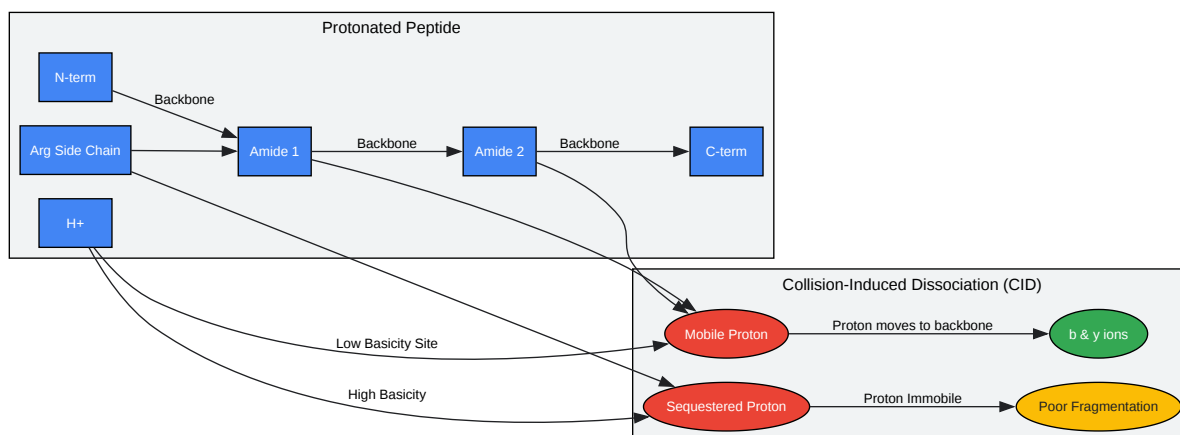 Protonated Peptide
N-term
Backbone
Arg Side Chain
Amide 1
Backbone
Amide 2
Backbone
C-term
H+
Collision-Induced Dissociation (CID)
Mobile Proton
Proton moves to backbone
b & y ions
Low Basicity Site
High Basicity
Sequestered Proton
Proton Immobile
Poor Fragmentation